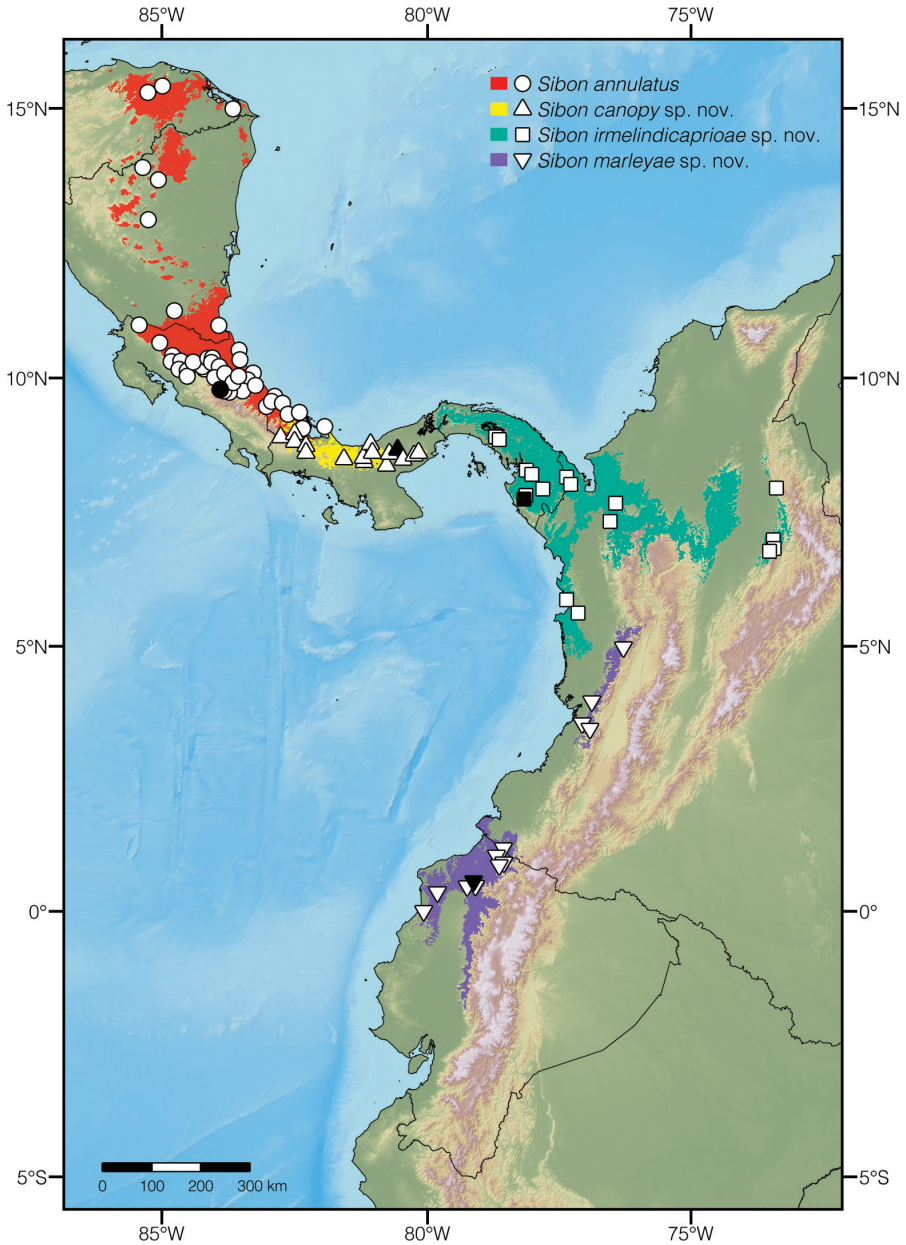 85°W 80°W 75°W
Sibon annulatus
Sibon canopy sp. nov.
Sibon irmelindicaprioae sp. nov.
Sibon marleyae sp. nov.
15°N 15°N
10°N 10°N
5°N 5°N
0° 0°
5°S 5°S
0 100 200 300 km
85°W 80°W 75°W